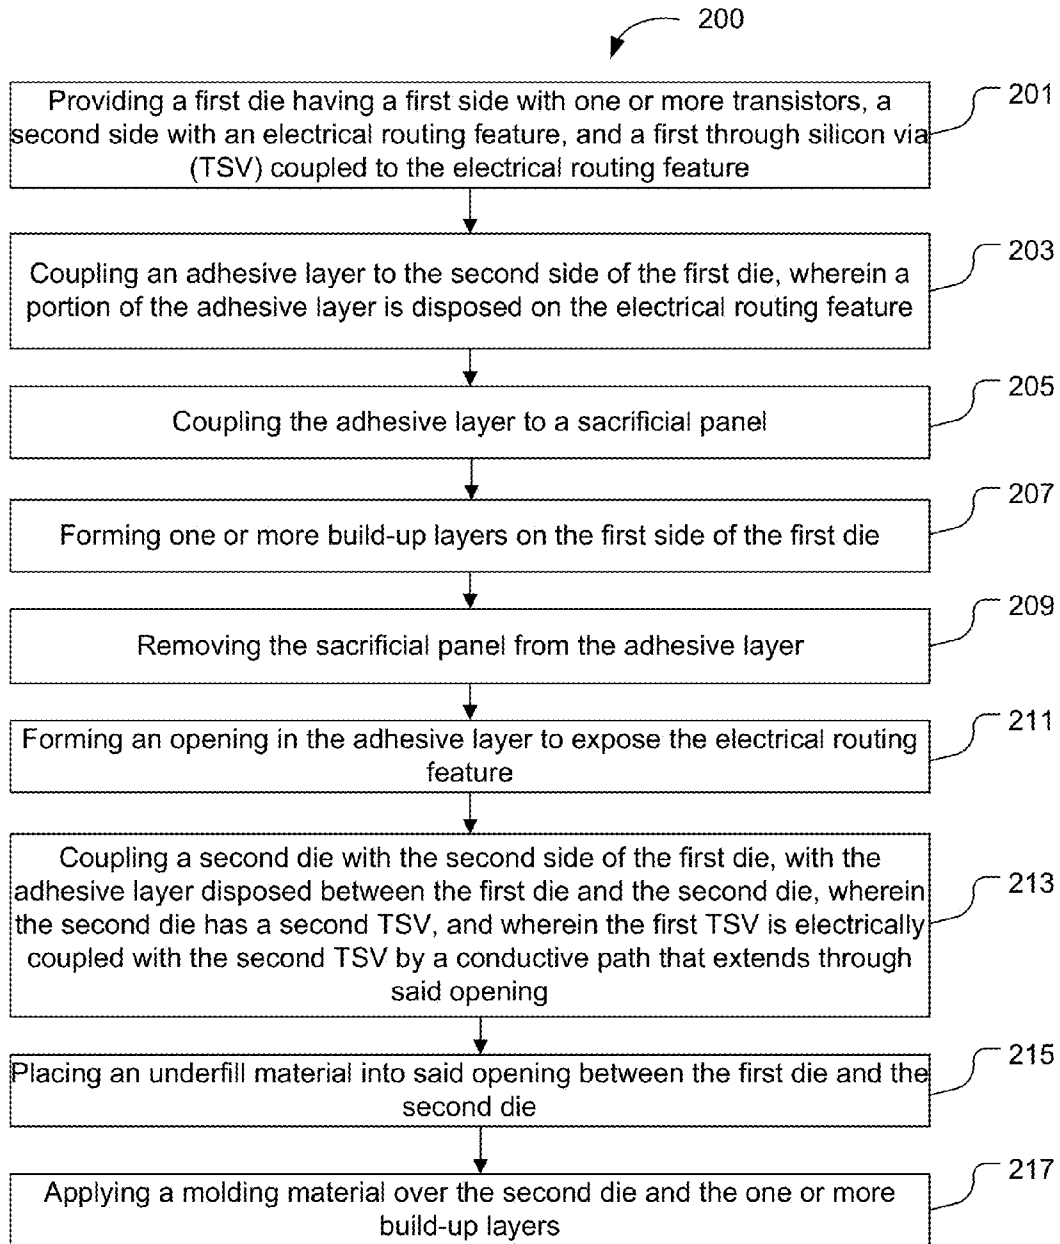 200
Providing a first die having a first side with one or more transistors, a
second side with an electrical routing feature, and a first through silicon via
(TSV) coupled to the electrical routing feature
201
Coupling an adhesive layer to the second side of the first die, wherein a
portion of the adhesive layer is disposed on the electrical routing feature
203
Coupling the adhesive layer to a sacrificial panel
205
Forming one or more build-up layers on the first side of the first die
207
Removing the sacrificial panel from the adhesive layer
209
Forming an opening in the adhesive layer to expose the electrical routing
feature
211
Coupling a second die with the second side of the first die, with the
adhesive layer disposed between the first die and the second die, wherein
the second die has a second TSV, and wherein the first TSV is electrically
coupled with the second TSV by a conductive path that extends through
said opening
213
Placing an underfill material into said opening between the first die and the
second die
215
Applying a molding material over the second die and the one or more
build-up layers
217